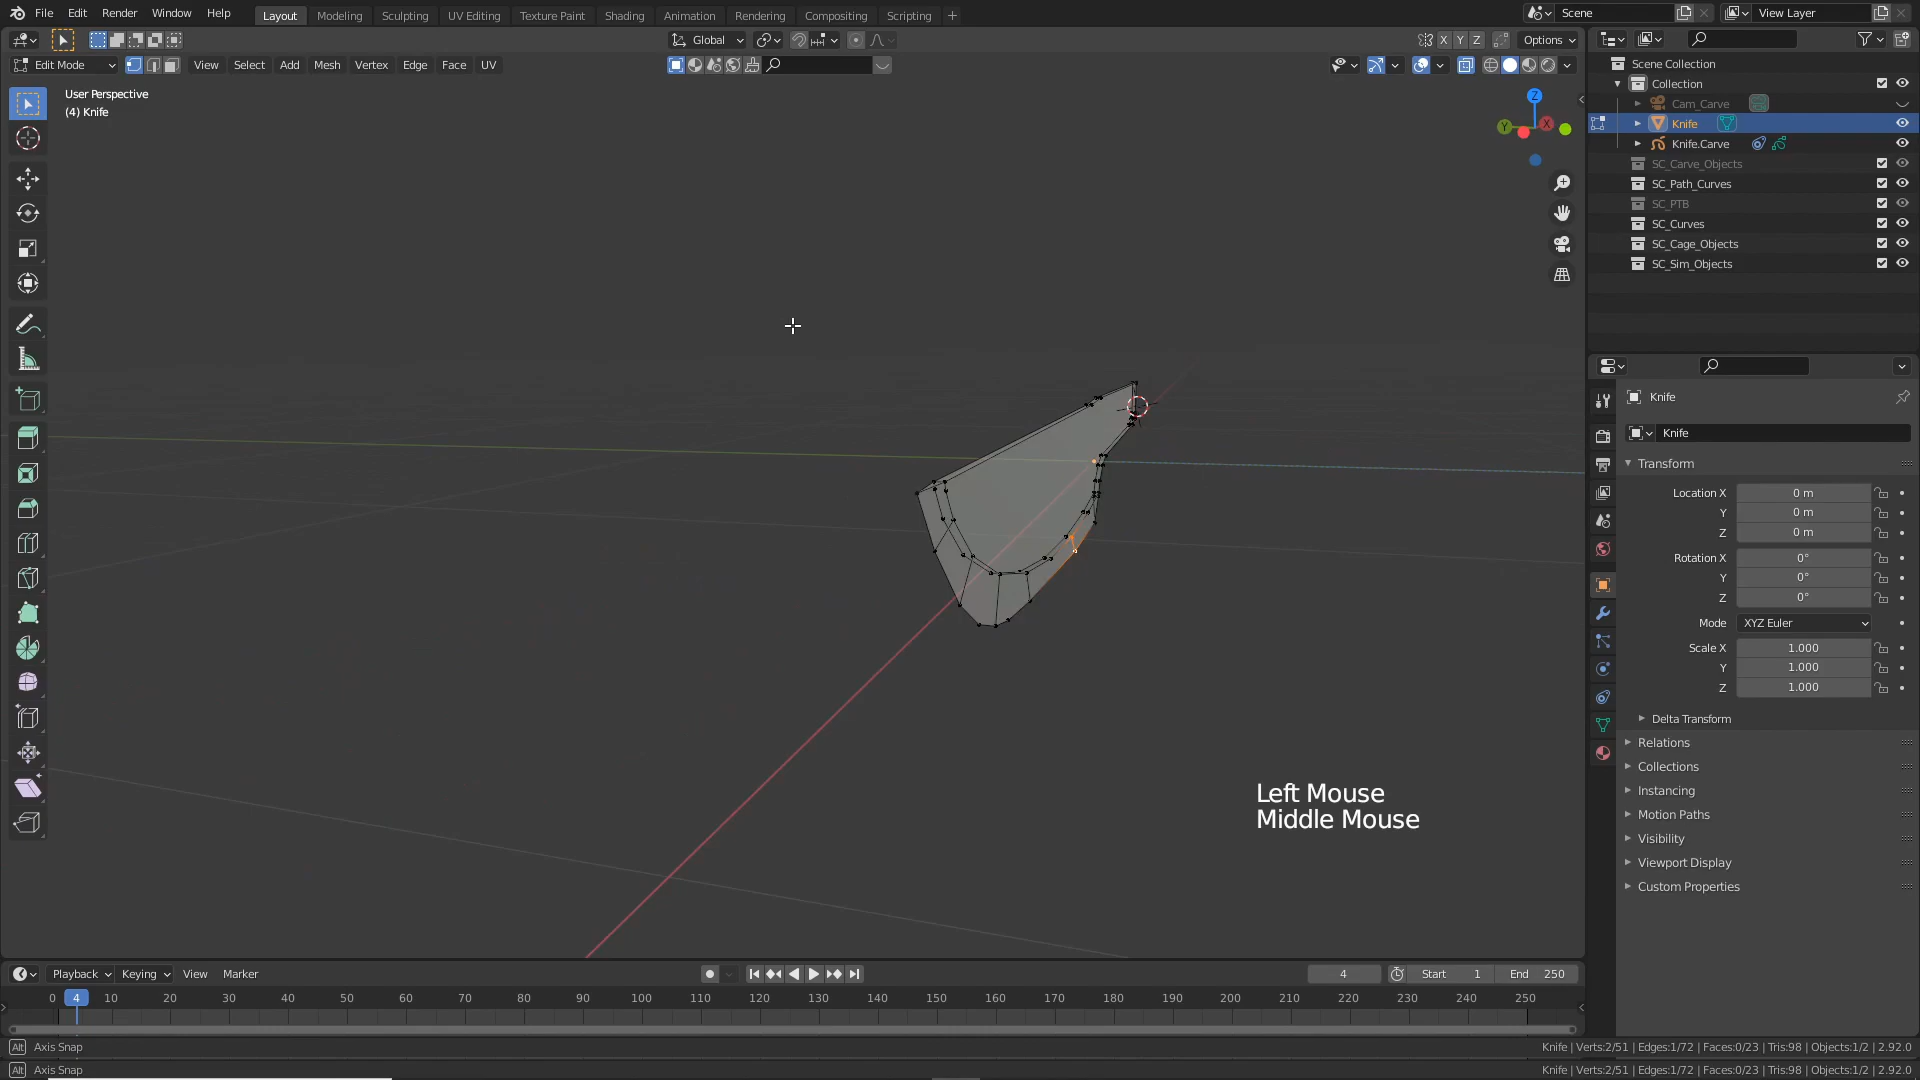 File Edit Render Window Help Layout Modeling Sculpting UV Editing Texture Paint Shading Animation Rendering Compositing Scripting + Scene View Layer
Global X Y Z Options
Edit Mode View Select Add Mesh Vertex Edge Face UV
User Perspective
(4) Knife
Z
Y X
Scene Collection
Collection
Cam_Carve
Knife
Knife.Carve
SC_Carve_Objects
SC_Path_Curves
SC_PTB
SC_Curves
SC_Cage_Objects
SC_Sim_Objects
Knife
Knife
Transform
Location X 0 m
Y 0 m
Z 0 m
Rotation X 0°
Y 0°
Z 0°
Mode XYZ Euler
Scale X 1.000
Y 1.000
Z 1.000
Delta Transform
Relations
Collections
Instancing
Motion Paths
Visibility
Viewport Display
Custom Properties
Left Mouse
Middle Mouse
Playback Keying View Marker 4 Start 1 End 250
0 4 10 20 30 40 50 60 70 80 90 100 110 120 130 140 150 160 170 180 190 200 210 220 230 240 250
Alt Axis Snap Knife | Verts:2/51 | Edges:1/72 | Faces:0/23 | Tris:98 | Objects:1/2 | 2.92.0
Alt Axis Snap Knife | Verts:2/51 | Edges:1/72 | Faces:0/23 | Tris:98 | Objects:1/2 | 2.92.0